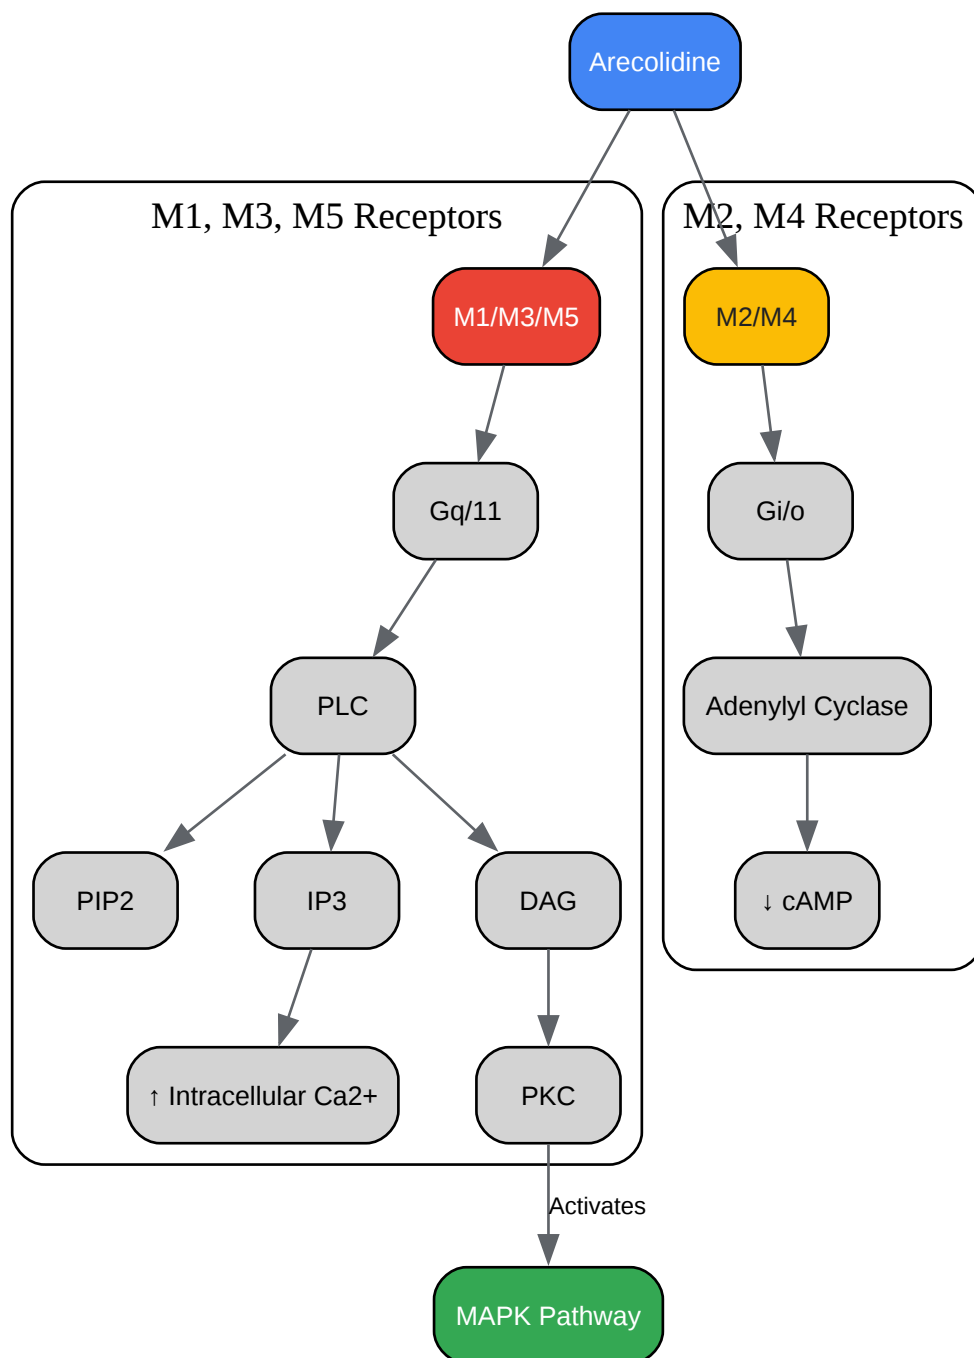 Arecolidine
M1, M3, M5 Receptors
M2, M4 Receptors
M1/M3/M5
M2/M4
Gq/11
Gi/o
PLC
Adenylyl Cyclase
PIP2
IP3
DAG
↓ cAMP
↑ Intracellular Ca2+
PKC
Activates
MAPK Pathway